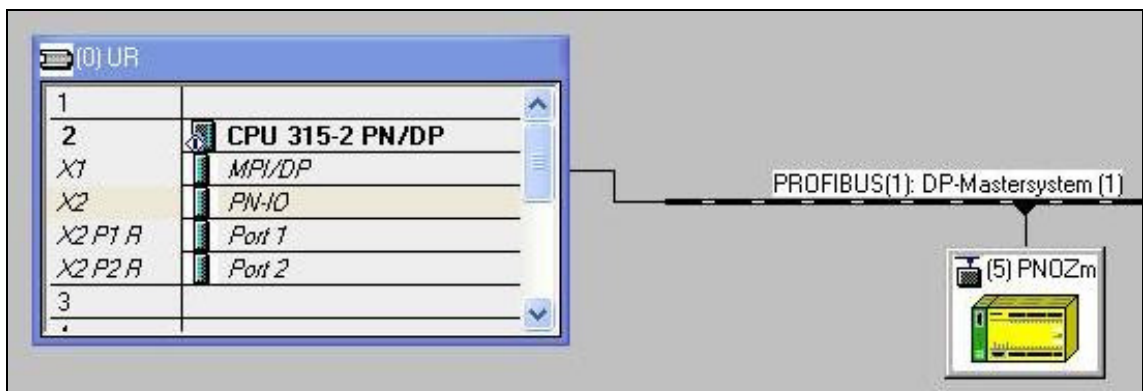 (0) UR
1
2 CPU 315-2 PN/DP
X1 MPI/DP
X2 PN-IO
X2 P1 R Port 1
X2 P2 R Port 2
3
PROFIBUS(1): DP-Mastersystem (1)
(5) PNOZm